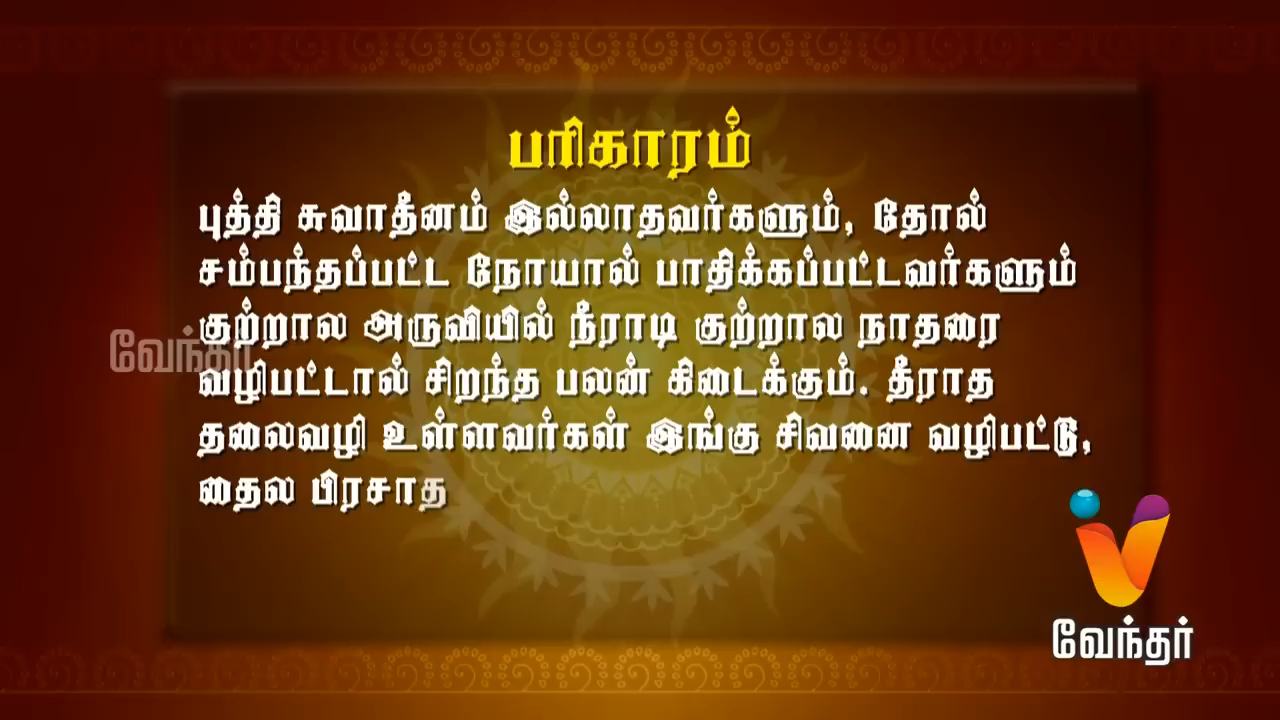 பரிகாரம்
புத்தி சுவாதீனம் இல்லாதவர்களும், தோல்
சம்பந்தப்பட்ட நோயால் பாதிக்கப்பட்டவர்களும்
குற்றால அருவியில் நீராடி குற்றால நாதரை
வேந்தர்
வழிபட்டால் சிறந்த பலன் கிடைக்கும். தீராத
தலைவழி உள்ளவர்கள் இங்கு சிவனை வழிபட்டு,
தைல பிரசாத
வேந்தர்